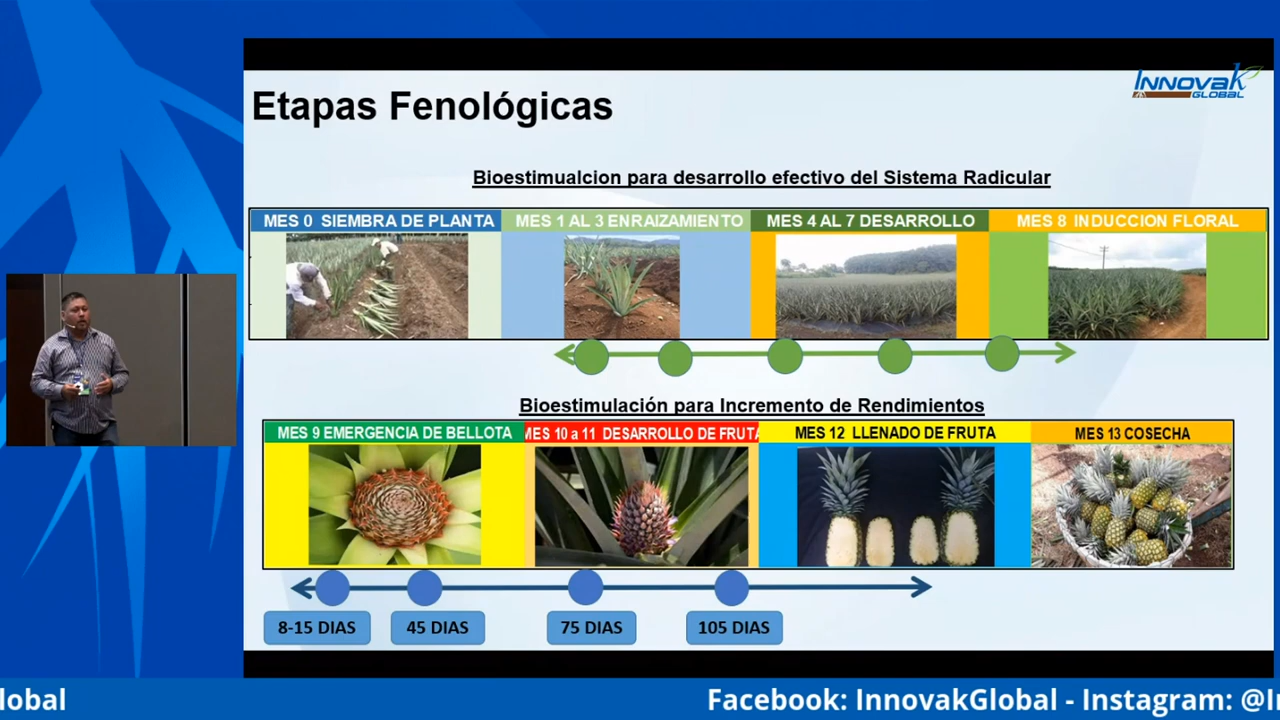 Innovak
GLOBAL
Etapas Fenológicas
Bioestimualcion para desarrollo efectivo del Sistema Radicular
MES 0 SIEMBRA DE PLANTA
MES 1 AL 3 ENRAIZAMIENTO
MES 4 AL 7 DESARROLLO
MES 8 INDUCCION FLORAL
Bioestimulación para Incremento de Rendimientos
MES 9 EMERGENCIA DE BELLOTA
MES 10 a 11 DESARROLLO DE FRUTA
MES 12 LLENADO DE FRUTA
MES 13 COSECHA
8-15 DIAS
45 DIAS
75 DIAS
105 DIAS
lobal
Facebook: InnovakGlobal - Instagram: @I